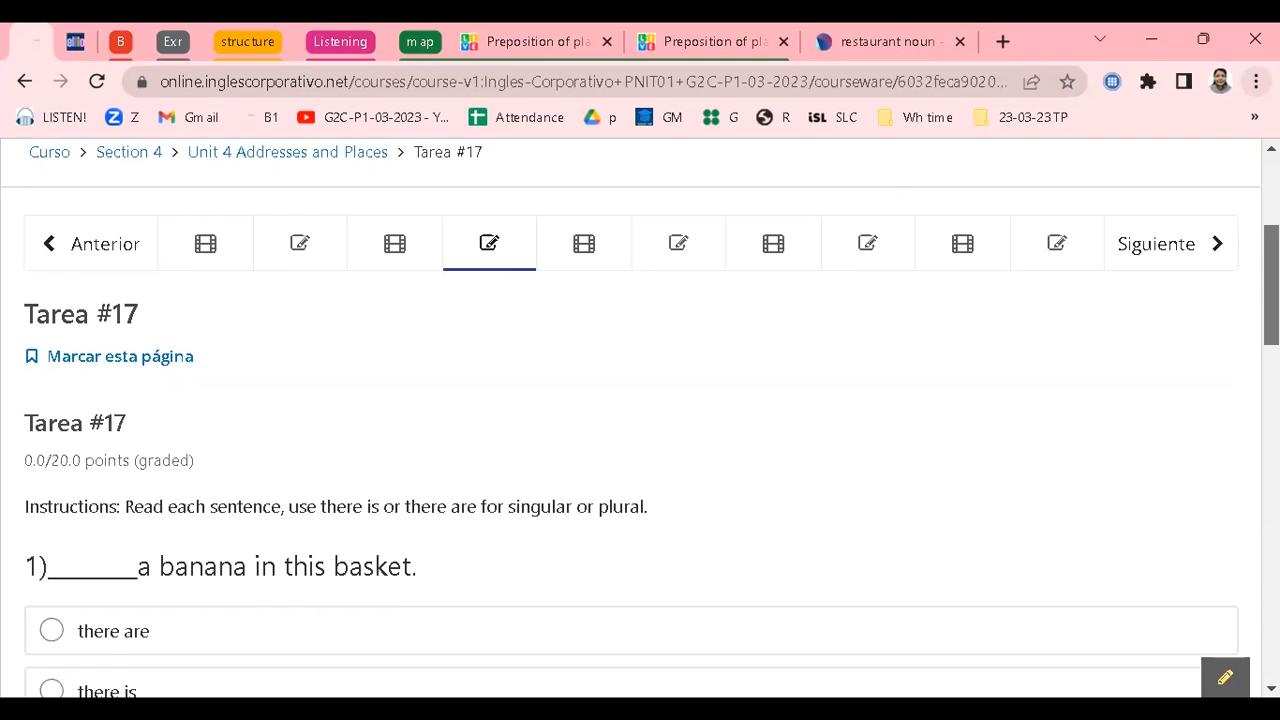 B Exr structure Listening map Preposition of pla Preposition of pla restaurant noun -
online.inglescorporativo.net/courses/course-v1:Ingles-Corporativo+PNIT01+G2C-P1-03-2023/courseware/6032feca9020...
LISTEN! Z Gmail B1 G2C-P1-03-2023 - Y... Attendance p GM G R iSL SLC Wh time 23-03-23TP »
Curso > Section 4 > Unit 4 Addresses and Places > Tarea #17
Anterior Siguiente
Tarea #17
Marcar esta página
Tarea #17
0.0/20.0 points (graded)
Instructions: Read each sentence, use there is or there are for singular or plural.
1)_______a banana in this basket.
there are
there is